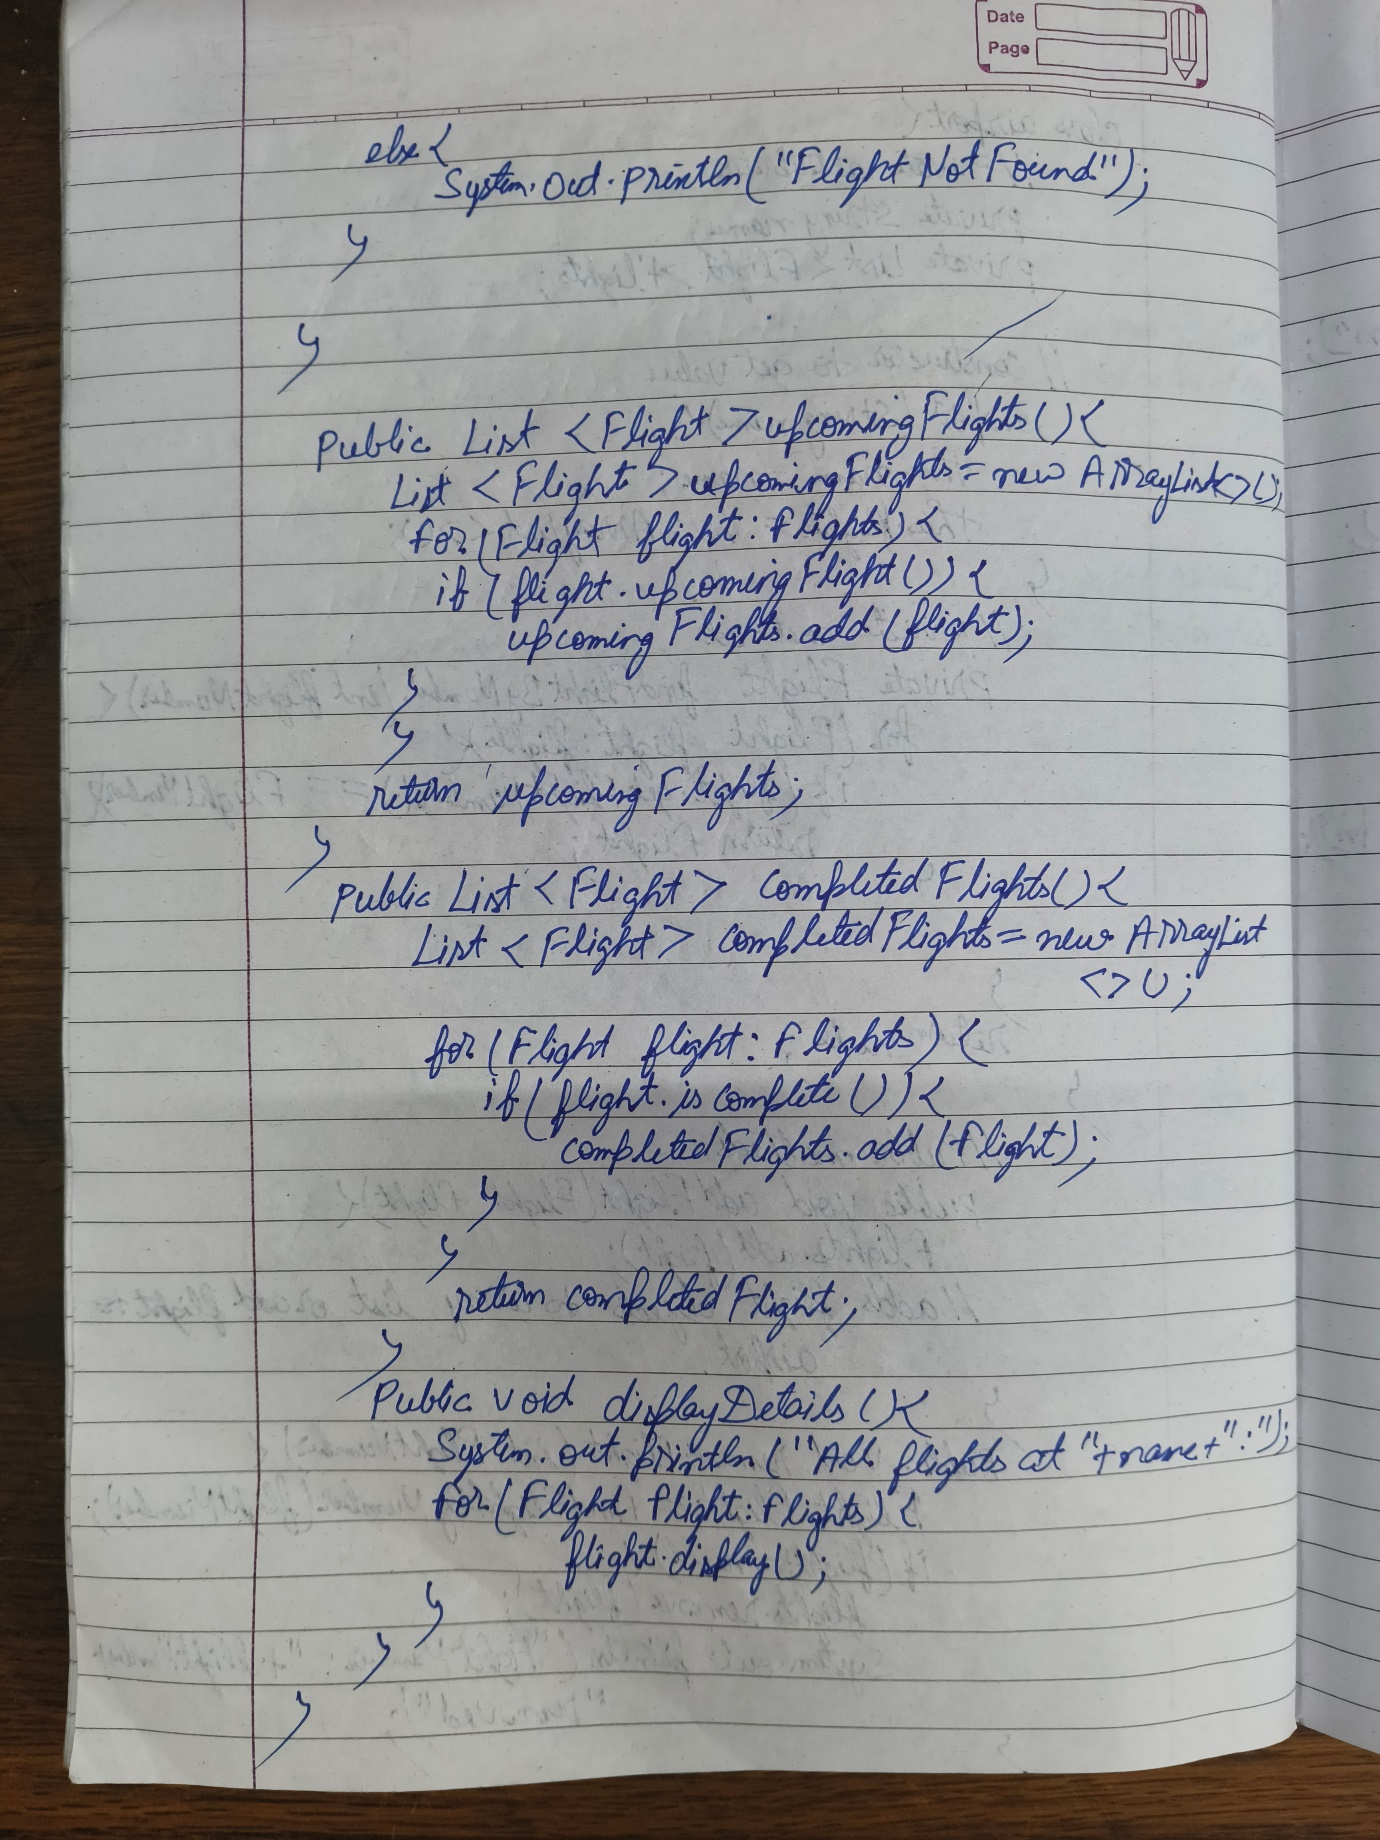 Date
Page
else {
System.out.println("Flight Not Found");
}
}
Public List <Flight> upcomingFlights(){
List <Flight> upcomingFlights = new ArrayList<>();
for(Flight flight: flights) {
if (flight.upcomingFlight()) {
upcomingFlights.add (flight);
}
}
return upcomingFlights;
}
Public List <Flight> completedFlights(){
List <Flight> completedFlights = new ArrayList
<>();
for (Flight flight: flights) {
if (flight.is complete ()) {
completedFlights.add (flight);
}
}
return completedFlight;
}
Public void displayDetails (){
System.out.println ("All flights at "+name+":");
for (Flight flight: flights) {
flight.display();
}
}
}